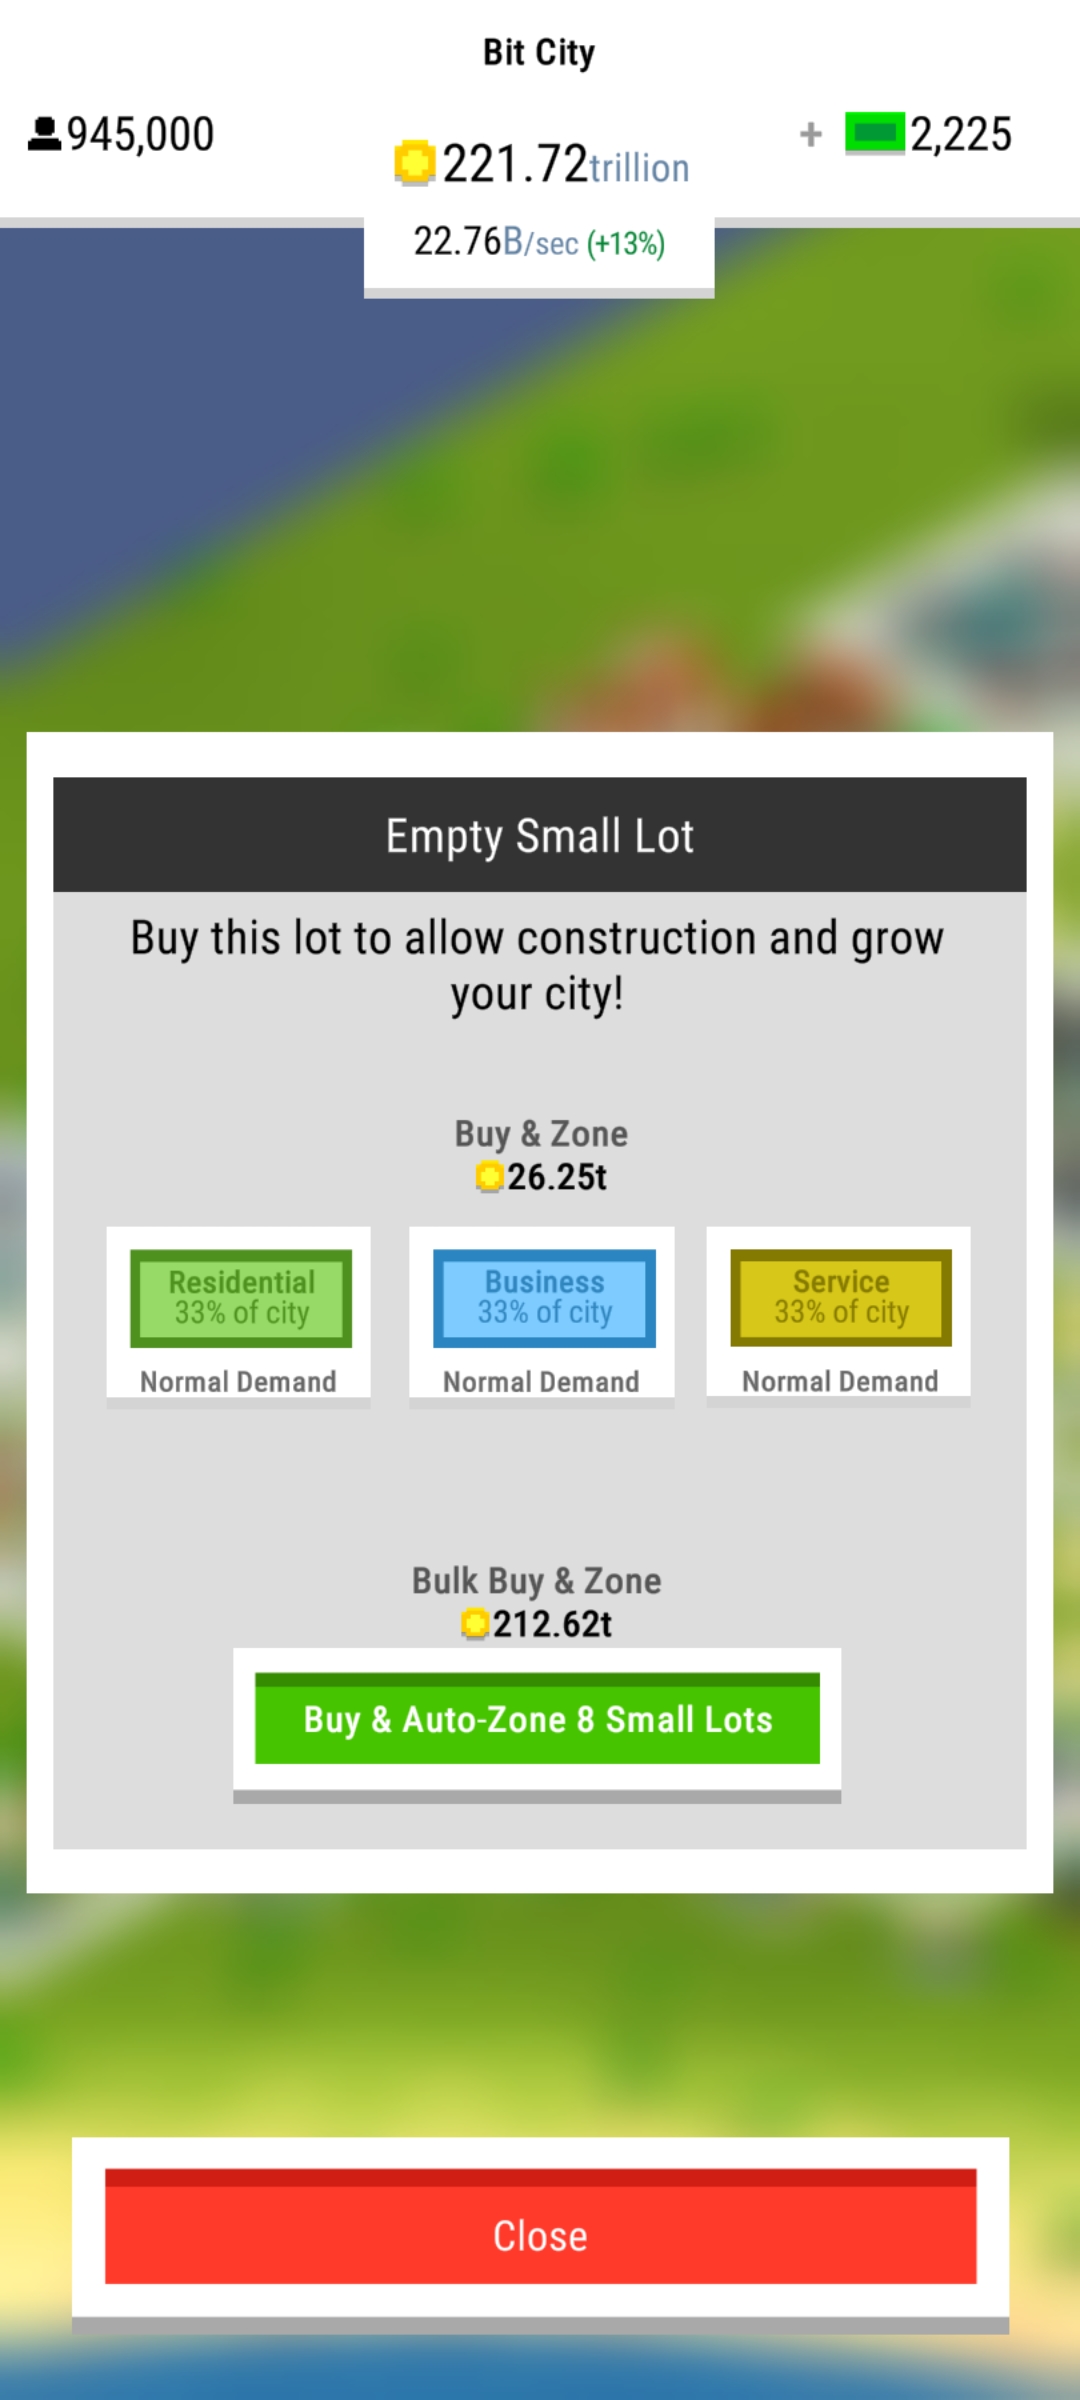 Bit City
945,000
221.72trillion
+ 2,225
22.76B/sec (+13%)
Empty Small Lot
Buy this lot to allow construction and grow
your city!
Buy & Zone
26.25t
Residential
33% of city
Normal Demand
Business
33% of city
Normal Demand
Service
33% of city
Normal Demand
Bulk Buy & Zone
212.62t
Buy & Auto-Zone 8 Small Lots
Close